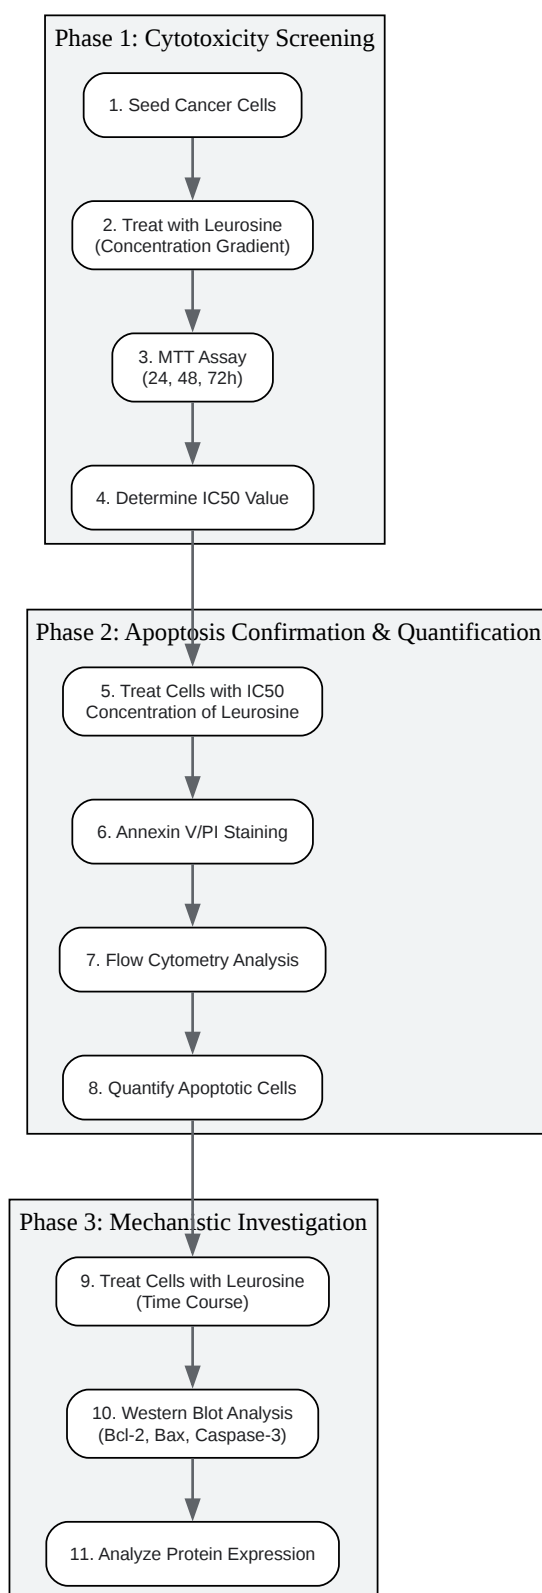 Phase 1: Cytotoxicity Screening
1. Seed Cancer Cells
2. Treat with Leurosine
(Concentration Gradient)
3. MTT Assay
(24, 48, 72h)
4. Determine IC50 Value
Phase 2: Apoptosis Confirmation & Quantification
5. Treat Cells with IC50
Concentration of Leurosine
6. Annexin V/PI Staining
7. Flow Cytometry Analysis
8. Quantify Apoptotic Cells
Phase 3: Mechanistic Investigation
9. Treat Cells with Leurosine
(Time Course)
10. Western Blot Analysis
(Bcl-2, Bax, Caspase-3)
11. Analyze Protein Expression